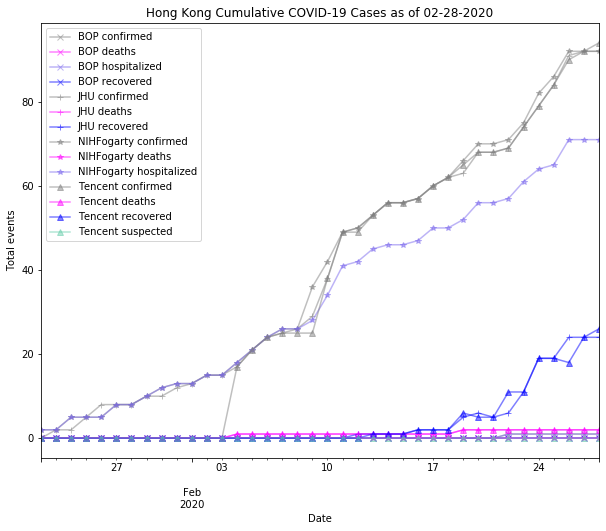 Hong Kong Cumulative COVID-19 Cases as of 02-28-2020
BOP confirmed
BOP deaths
BOP hospitalized
BOP recovered
JHU confirmed
JHU deaths
JHU recovered
NIHFogarty confirmed
NIHFogarty deaths
NIHFogarty hospitalized
Tencent confirmed
Tencent deaths
Tencent recovered
Tencent suspected
Total events
80
60
40
20
0
27
03
10
17
24
Feb
2020
Date